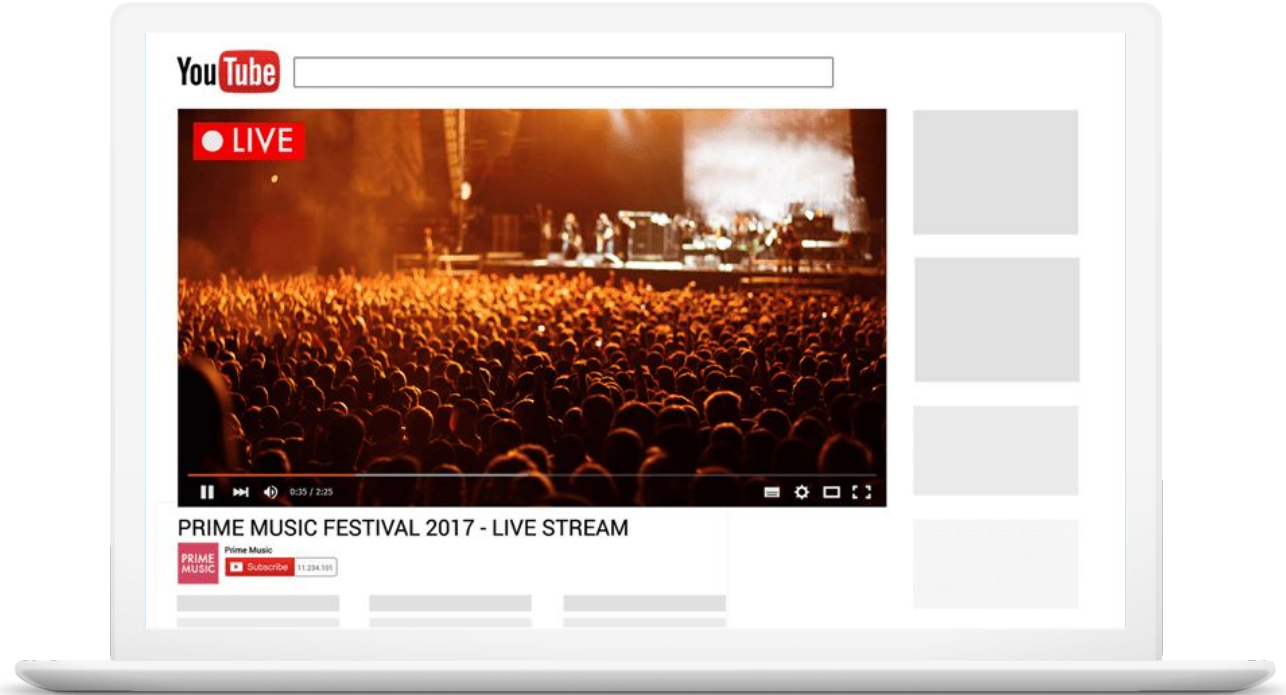 YouTube
LIVE
0:35 / 2:25
PRIME MUSIC FESTIVAL 2017 - LIVE STREAM
PRIME
MUSIC
Prime Music
Subscribe 11.234.101